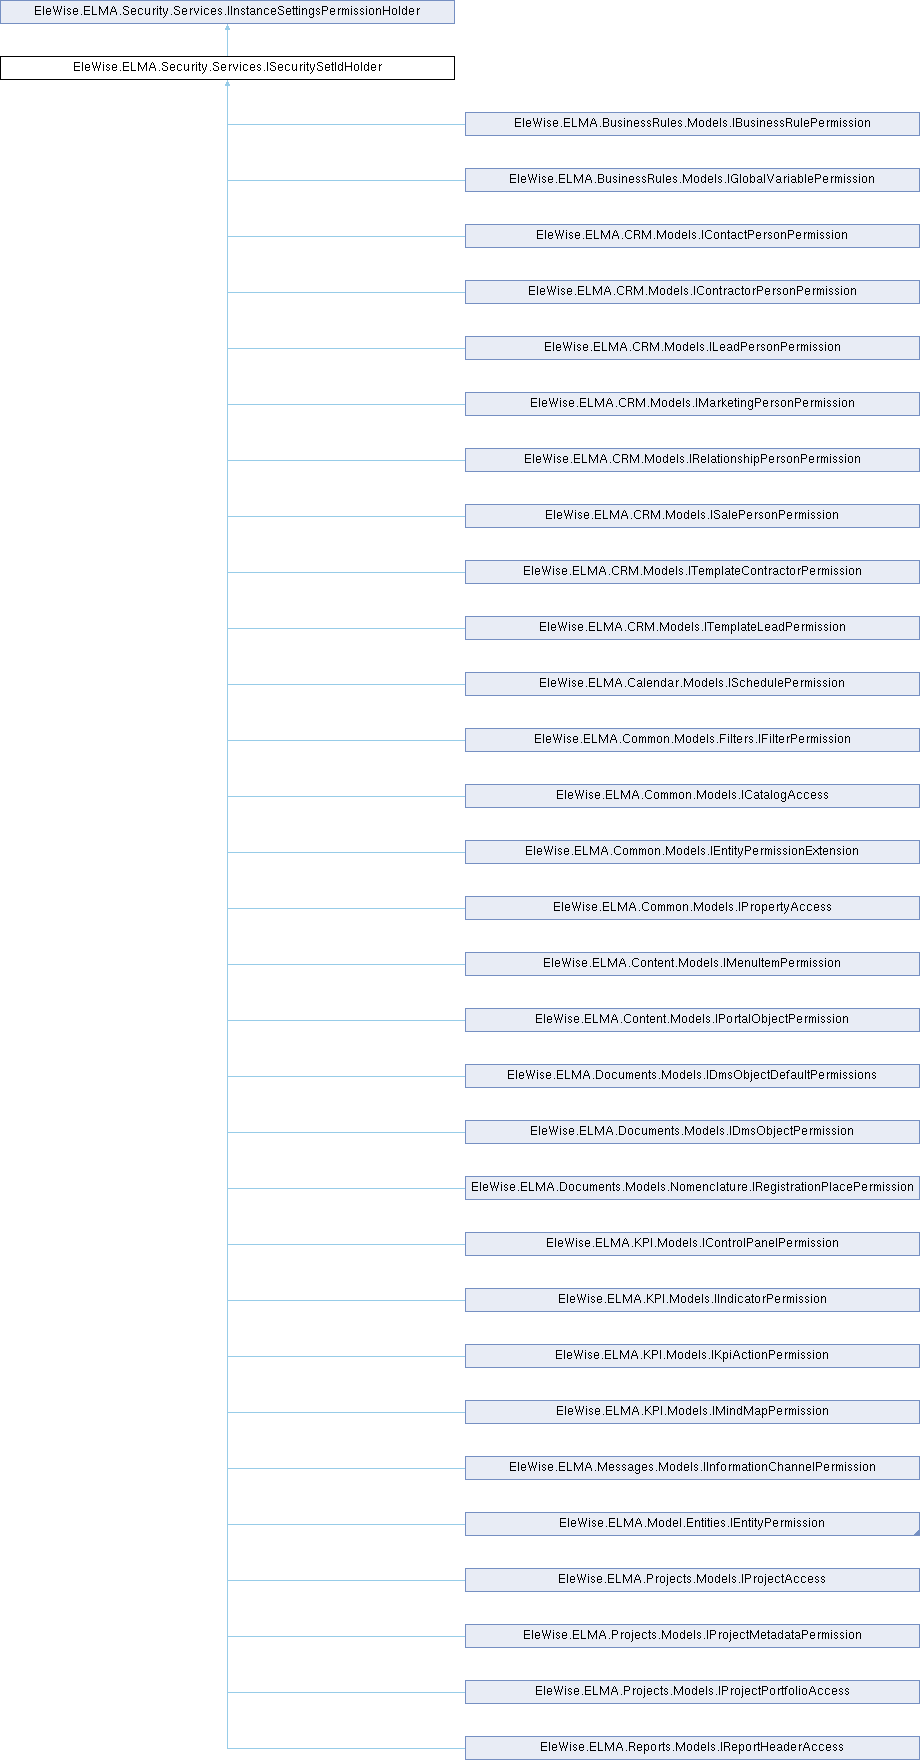 EleWise.ELMA.Security.Services.IInstanceSettingsPermissionHolder
EleWise.ELMA.Security.Services.ISecuritySetIdHolder
EleWise.ELMA.BusinessRules.Models.IBusinessRulePermission
EleWise.ELMA.BusinessRules.Models.IGlobalVariablePermission
EleWise.ELMA.CRM.Models.IContactPersonPermission
EleWise.ELMA.CRM.Models.IContractorPersonPermission
EleWise.ELMA.CRM.Models.ILeadPersonPermission
EleWise.ELMA.CRM.Models.IMarketingPersonPermission
EleWise.ELMA.CRM.Models.IRelationshipPersonPermission
EleWise.ELMA.CRM.Models.ISalePersonPermission
EleWise.ELMA.CRM.Models.ITemplateContractorPermission
EleWise.ELMA.CRM.Models.ITemplateLeadPermission
EleWise.ELMA.Calendar.Models.ISchedulePermission
EleWise.ELMA.Common.Models.Filters.IFilterPermission
EleWise.ELMA.Common.Models.ICatalogAccess
EleWise.ELMA.Common.Models.IEntityPermissionExtension
EleWise.ELMA.Common.Models.IPropertyAccess
EleWise.ELMA.Content.Models.IMenuItemPermission
EleWise.ELMA.Content.Models.IPortalObjectPermission
EleWise.ELMA.Documents.Models.IDmsObjectDefaultPermissions
EleWise.ELMA.Documents.Models.IDmsObjectPermission
EleWise.ELMA.Documents.Models.Nomenclature.IRegistrationPlacePermission
EleWise.ELMA.KPI.Models.IControlPanelPermission
EleWise.ELMA.KPI.Models.IIndicatorPermission
EleWise.ELMA.KPI.Models.IKpiActionPermission
EleWise.ELMA.KPI.Models.IMindMapPermission
EleWise.ELMA.Messages.Models.IInformationChannelPermission
EleWise.ELMA.Model.Entities.IEntityPermission
EleWise.ELMA.Projects.Models.IProjectAccess
EleWise.ELMA.Projects.Models.IProjectMetadataPermission
EleWise.ELMA.Projects.Models.IProjectPortfolioAccess
EleWise.ELMA.Reports.Models.IReportHeaderAccess